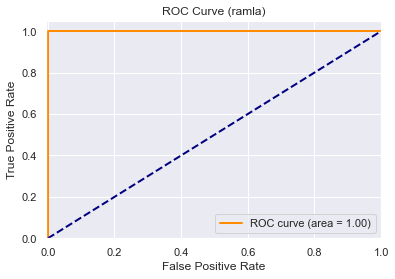 ROC Curve (ramla)
True Positive Rate
1.0
0.8
0.6
0.4
0.2
0.0
ROC curve (area = 1.00)
0.0 0.2 0.4 0.6 0.8 1.0
False Positive Rate